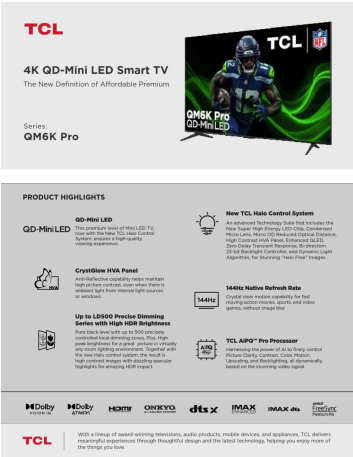 TCL
4K QD-Mini LED Smart TV
The New Definition of Affordable Premium
Series:
QM6K Pro
TCL
NFL
QM6K Pro
QD-Mini LED
PRODUCT HIGHLIGHTS
QD-Mini LED
QD-Mini LED
This premium level of Mini LED TV,
now with the New TCL Halo Control
System, ensures a high-quality
viewing experience.
HVA
CrystGlow HVA Panel
Anti-Reflective capability helps maintain
high picture contrast, even when there is
ambient light from internal light sources
or windows.
Up to LD500 Precise Dimming
Series with High HDR Brightness
Pure black level with up to 500 precisely
controlled local dimming zones. Plus, High
peak brightness for a great picture in virtually
any room lighting environment. Together with
the new Halo control system, the result is
high contrast images with dazzling specular
highlights for amazing HDR impact.
New TCL Halo Control System
An advanced Technology Suite that includes the
New Super High Energy LED Chip, Condensed
Micro Lens, Micro OD Reduced Optical Distance,
High Contrast HVA Panel, Enhanced QLED,
Zero Delay Transient Response, Bi-direction
23-bit Backlight Controller, and Dynamic Light
Algorithm, for Stunning "Halo Free" Images.
144Hz
144Hz Native Refresh Rate
Crystal clear motion capability for fast
moving action movies, sports, and video
games, without image blur.
AiPQ
PRO
TCL AiPQ™ Pro Processor
Harnessing the power of AI to finely control
Picture Clarity, Contrast, Color Motion,
Upscaling, and Backlighting, all dynamically,
based on the incoming video signal.
Dolby
VISION IQ
Dolby
ATMOS
HDMI
ONKYO
dts X
IMAX
ENHANCED
IMAX dts
AMD
FreeSync
Premium Pro
TCL
With a lineup of award-winning televisions, audio products, mobile devices, and appliances, TCL delivers
meaningful experiences through thoughtful design and the latest technology, helping you enjoy more of
the things you love.